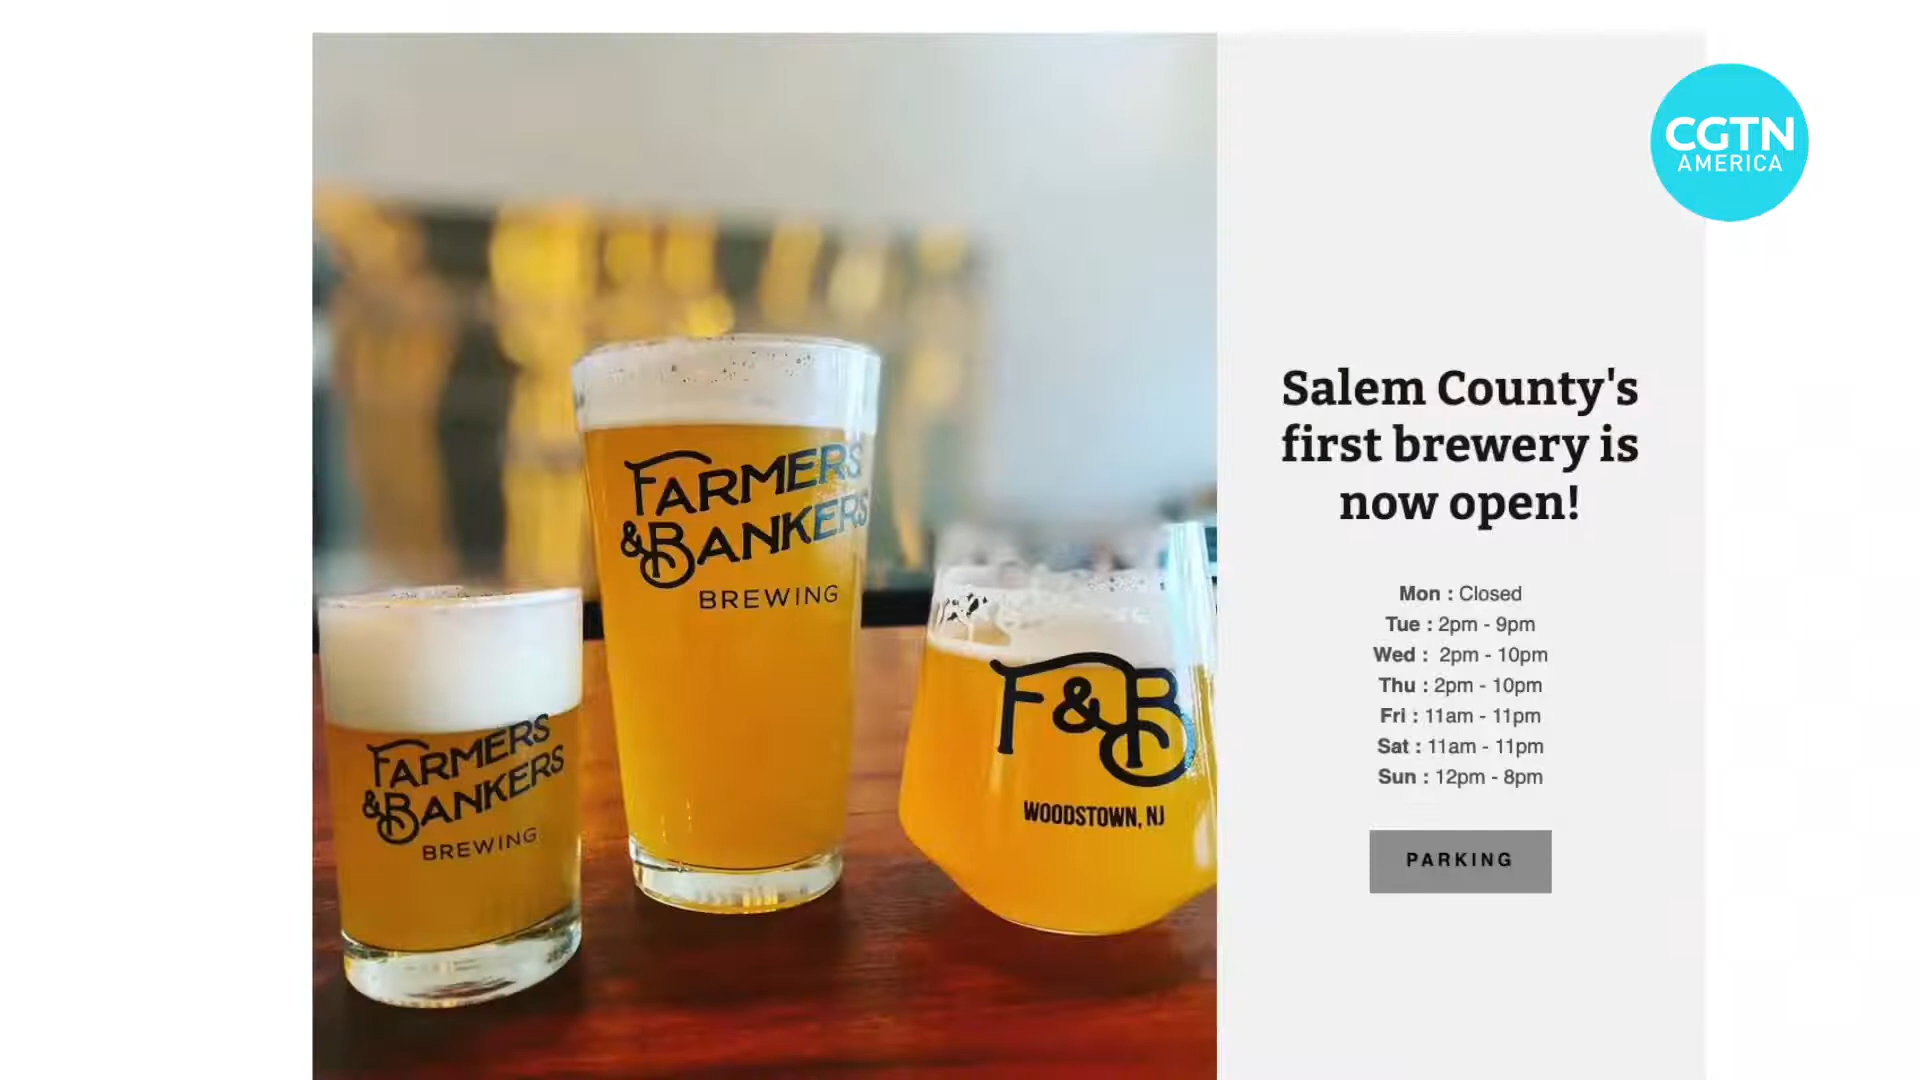 CGTN
AMERICA
Salem County's
first brewery is
now open!
Mon : Closed
Tue : 2pm - 9pm
Wed : 2pm - 10pm
Thu : 2pm - 10pm
Fri : 11am - 11pm
Sat : 11am - 11pm
Sun : 12pm - 8pm
PARKING
FARMERS
& BANKERS
BREWING
FARMERS
& BANKERS
BREWING
F & B
WOODSTOWN, NJ